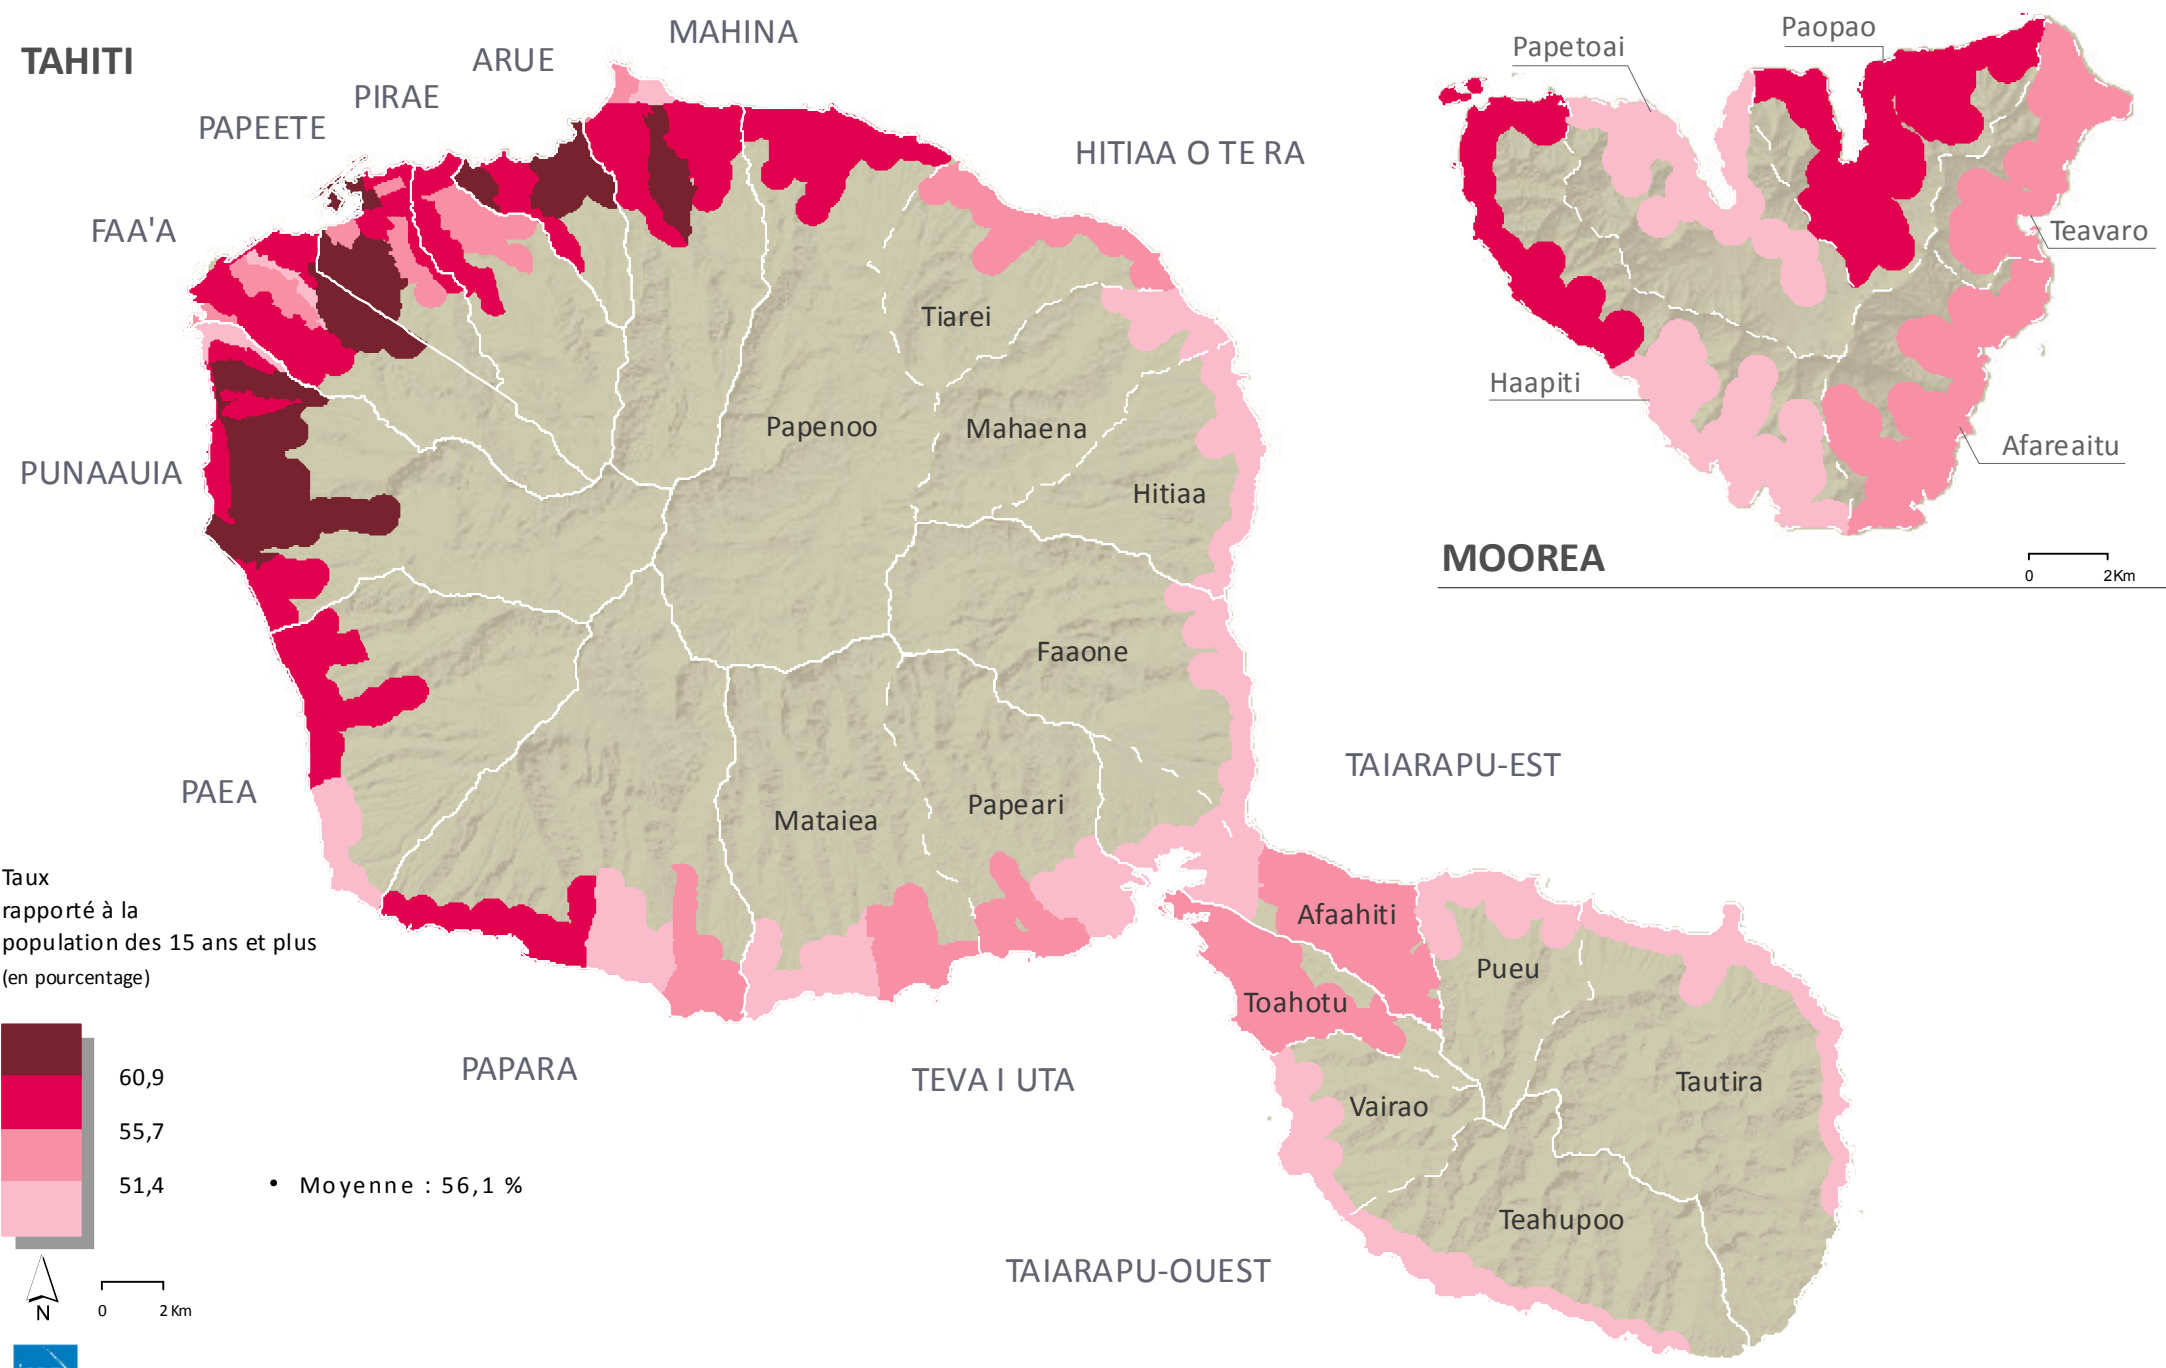 TAHITI
MAHINA
ARUE
PIRAE
PAPEETE
FAA'A
HITIAA O TE RA
PUNAAUIA
PAEA
Tiarei
Papenoo
Mahaena
Hitiaa
Faaone
Mataiea
Papeari
PAPARA
TEVA I UTA
TAIARAPU-EST
Afaahiti
Toahotu
Pueu
Vairao
Tautira
Teahupoo
TAIARAPU-OUEST
Papetoai
Paopao
Teavaro
Haapiti
Afareaitu
MOOREA
0 2Km
Taux
rapporté à la
population des 15 ans et plus
(en pourcentage)
60,9
55,7
51,4
• Moyenne : 56,1 %
N
0 2 Km